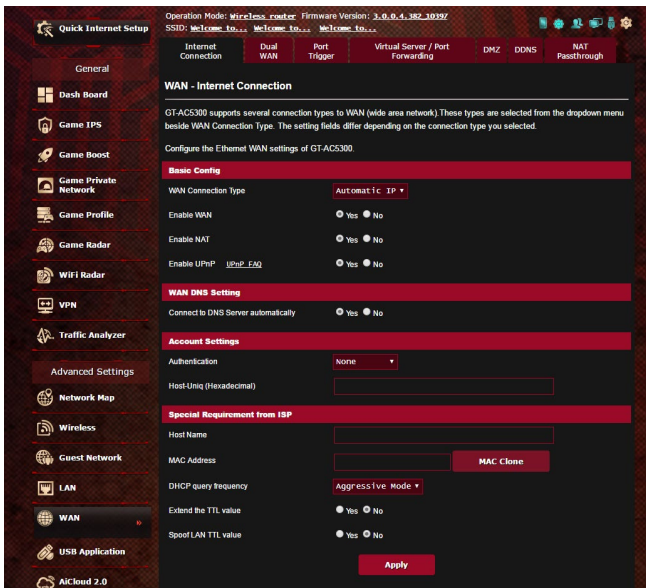 Quick Internet Setup
General
Dash Board
Game IPS
Game Boost
Game Private
Network
Game Profile
Game Radar
WiFi Radar
VPN
Traffic Analyzer
Advanced Settings
Network Map
Wireless
Guest Network
LAN
WAN
USB Application
AiCloud 2.0
Operation Mode: Wireless router Firmware Version: 3.0.0.4.382_10397
SSID: Welcome to... Welcome to... Welcome to...
Internet
Connection
Dual
WAN
Port
Trigger
Virtual Server / Port
Forwarding
DMZ
DDNS
NAT
Passthrough
WAN - Internet Connection
GT-AC5300 supports several connection types to WAN (wide area network).These types are selected from the dropdown menu
beside WAN Connection Type. The setting fields differ depending on the connection type you selected.
Configure the Ethernet WAN settings of GT-AC5300.
Basic Config
WAN Connection Type Automatic IP
Enable WAN Yes No
Enable NAT Yes No
Enable UPnP UPnP FAQ Yes No
WAN DNS Setting
Connect to DNS Server automatically Yes No
Account Settings
Authentication None
Host-Uniq (Hexadecimal)
Special Requirement from ISP
Host Name
MAC Address MAC Clone
DHCP query frequency Aggressive Mode
Extend the TTL value Yes No
Spoof LAN TTL value Yes No
Apply